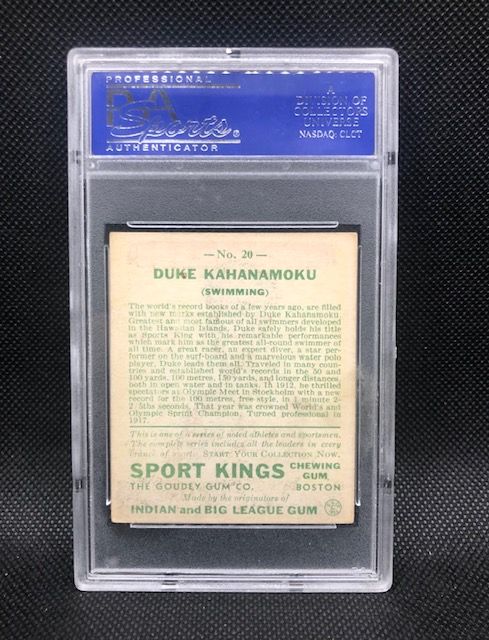 PROFESSIONAL
PSA
Sports®
AUTHENTICATOR
A
DIVISION OF
COLLECTORS
UNIVERSE
NASDAQ: CLCT
— No. 20 —
DUKE KAHANAMOKU
(SWIMMING)
The world's record books of a few years ago, are filled
with new marks established by Duke Kahanamoku.
Greatest and most famous of all swimmers developed
in the Hawaiian Islands, Duke safely holds his title
as Sports King with his remarkable performances
which mark him as the greatest all-round swimmer of
all time. A great racer, an expert diver, a star per-
former on the surf-board and a marvelous water polo
player, Duke leads them all. Traveled in many coun-
tries and established world's records in the 50 and
100 yards, 100 metres, 150 yards, and longer distances,
both in open water and in tanks. In 1912, he thrilled
spectators at Olympic Meet in Stockholm with a new
record for the 100 metres, free-style, in 1 minute 2-
2/5ths seconds. That year was crowned World's and
Olympic Sprint Champion. Turned professional in
1917.
This is one of a series of noted athletes and sportsmen.
The complete series includes all the leaders in every
branch of sports. START YOUR COLLECTION NOW.
SPORT KINGS CHEWING GUM
THE GOUDEY GUM CO. BOSTON
Made by the originators of
INDIAN and BIG LEAGUE GUM